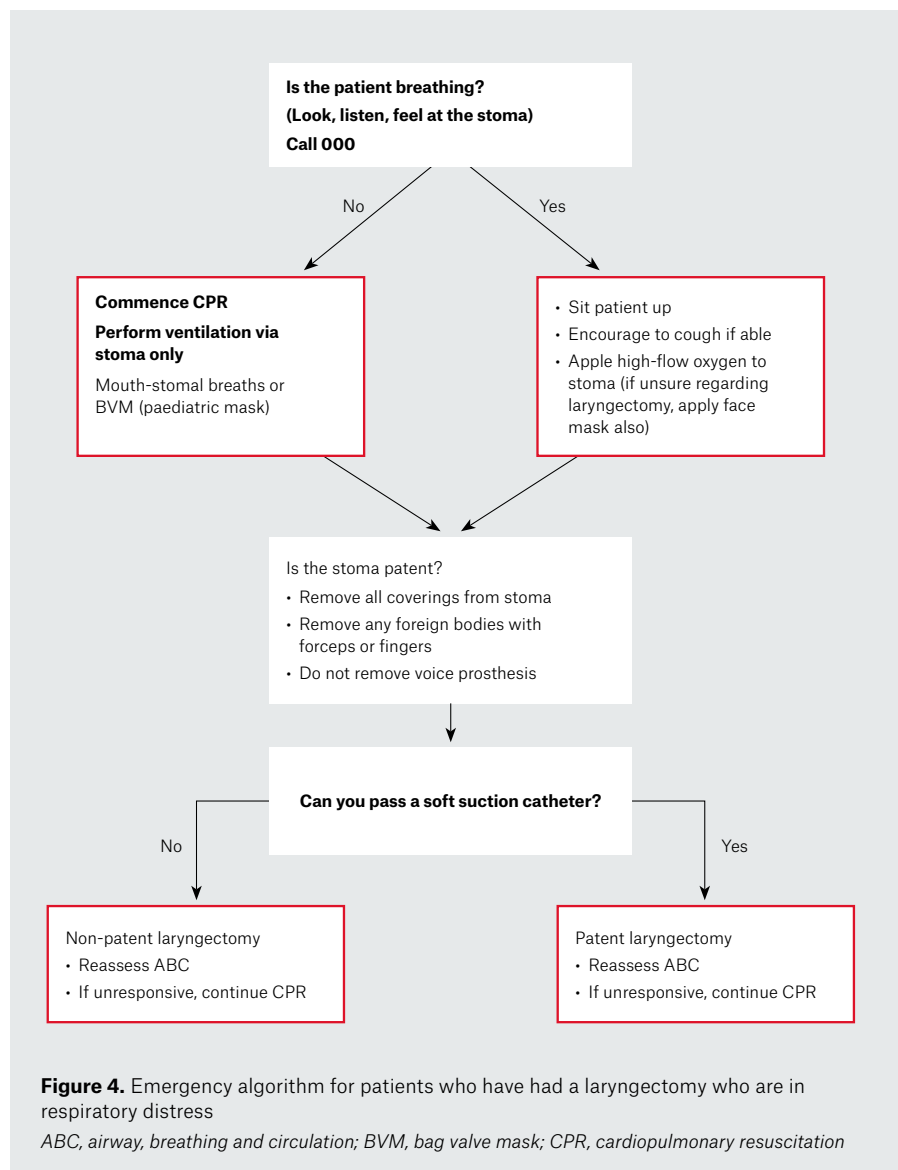 Is the patient breathing?
(Look, listen, feel at the stoma)
Call 000
No
Yes
Commence CPR
Perform ventilation via
stoma only
Mouth-stomal breaths or
BVM (paediatric mask)
• Sit patient up
• Encourage to cough if able
• Apple high-flow oxygen to
stoma (if unsure regarding
laryngectomy, apply face
mask also)
Is the stoma patent?
• Remove all coverings from stoma
• Remove any foreign bodies with
forceps or fingers
• Do not remove voice prosthesis
Can you pass a soft suction catheter?
No
Yes
Non-patent laryngectomy
• Reassess ABC
• If unresponsive, continue CPR
Patent laryngectomy
• Reassess ABC
• If unresponsive, continue CPR
Figure 4. Emergency algorithm for patients who have had a laryngectomy who are in
respiratory distress
ABC, airway, breathing and circulation; BVM, bag valve mask; CPR, cardiopulmonary resuscitation